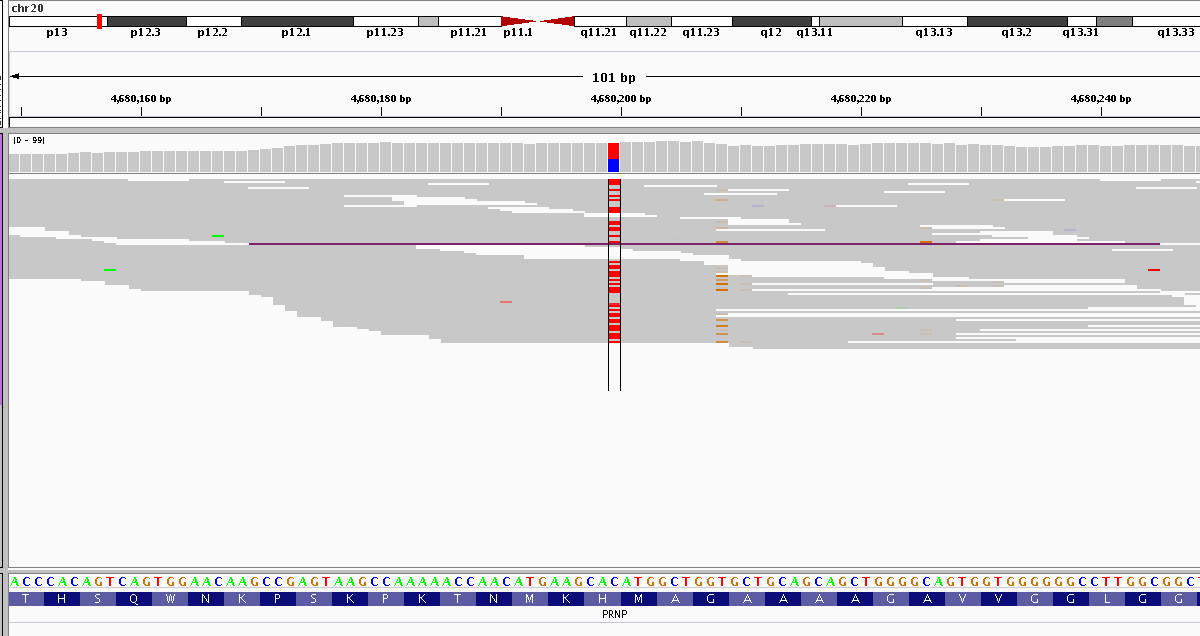 chr20
p13 p12.3 p12.2 p12.1 p11.23 p11.21 p11.1 q11.21 q11.22 q11.23 q12 q13.11 q13.13 q13.2 q13.31 q13.33
101 bp
4,680,160 bp 4,680,180 bp 4,680,200 bp 4,680,220 bp 4,680,240 bp
[0 - 99]
ACCCACAGTCAGTGGAACAAGCCGAGTAAGCCAAAAACCAACATGAAGCACATGGCTGGTGCTGCAGCAGCTGGGGCAGTGGTGGGGGGCCTTGGCGGC
T H S Q W N K P S K P K T N M K H M A G A A A A G A V V G G L G G
PRNP